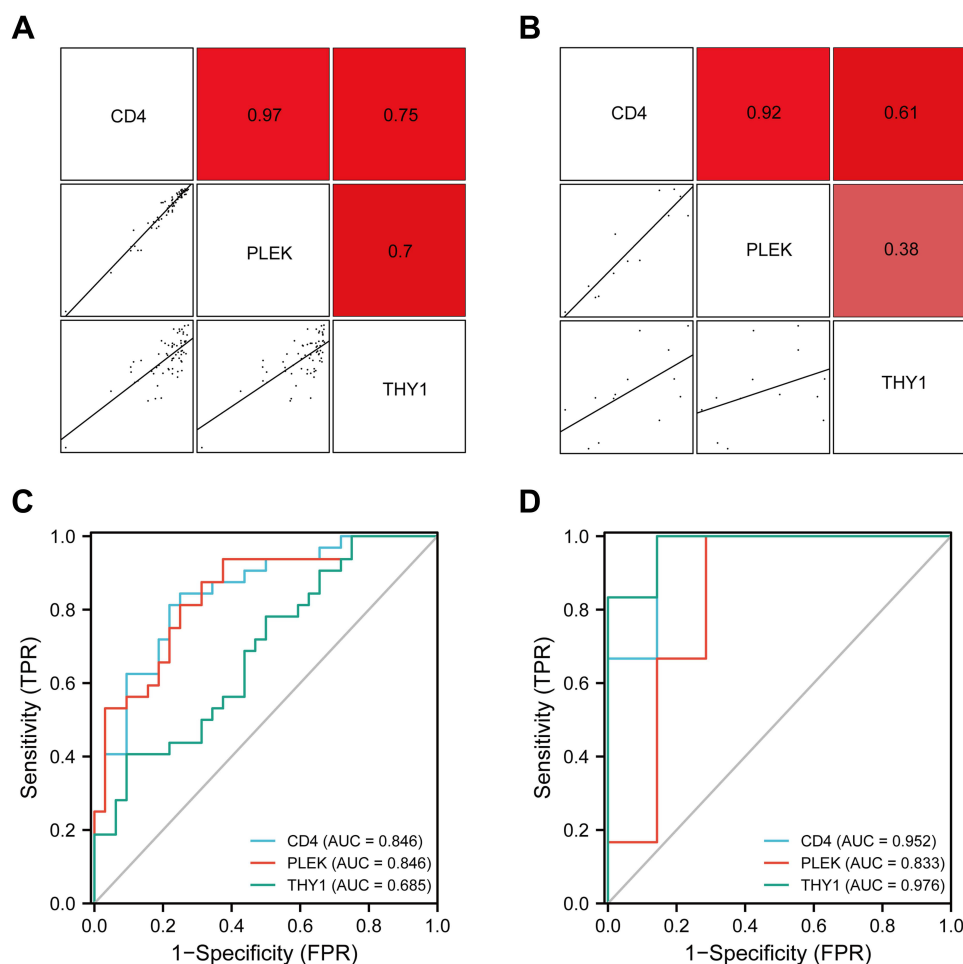 A
CD4
0.97
0.75
PLEK
0.7
THY1
B
CD4
0.92
0.61
PLEK
0.38
THY1
C
1.0
0.8
0.6
0.4
0.2
0.0
Sensitivity (TPR)
CD4 (AUC = 0.846)
PLEK (AUC = 0.846)
THY1 (AUC = 0.685)
0.0 0.2 0.4 0.6 0.8 1.0
1−Specificity (FPR)
D
1.0
0.8
0.6
0.4
0.2
0.0
Sensitivity (TPR)
CD4 (AUC = 0.952)
PLEK (AUC = 0.833)
THY1 (AUC = 0.976)
0.0 0.2 0.4 0.6 0.8 1.0
1−Specificity (FPR)